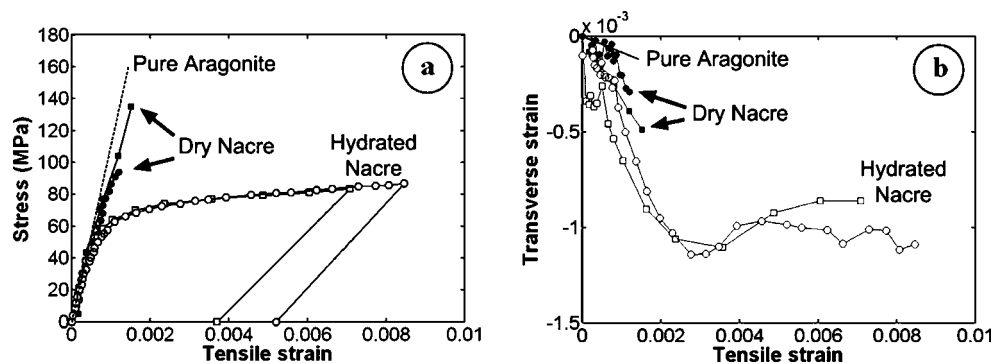 180
160
140
120
100
80
60
40
20
0
Stress (MPa)
Pure Aragonite
a
Dry Nacre
Hydrated
Nacre
0
0.002
0.004
0.006
0.008
0.01
Tensile strain
x 10-3
0
-0.5
-1
-1.5
Transverse strain
Pure Aragonite
b
Dry Nacre
Hydrated
Nacre
0
0.002
0.004
0.006
0.008
0.01
Tensile strain